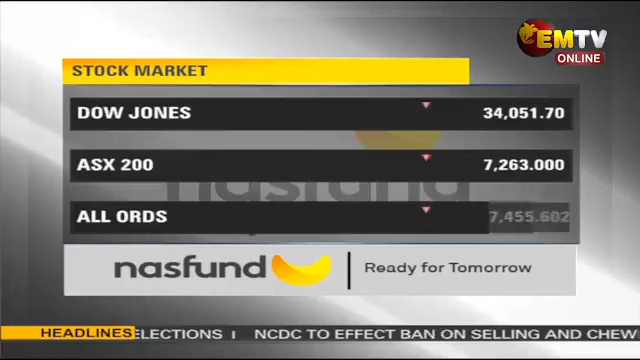 EMTV
ONLINE
STOCK MARKET
DOW JONES 34,051.70
ASX 200 7,263.000
nasfund
ALL ORDS 7,455.602
nasfund Ready for Tomorrow
HEADLINES ELECTIONS | NCDC TO EFFECT BAN ON SELLING AND CHEW